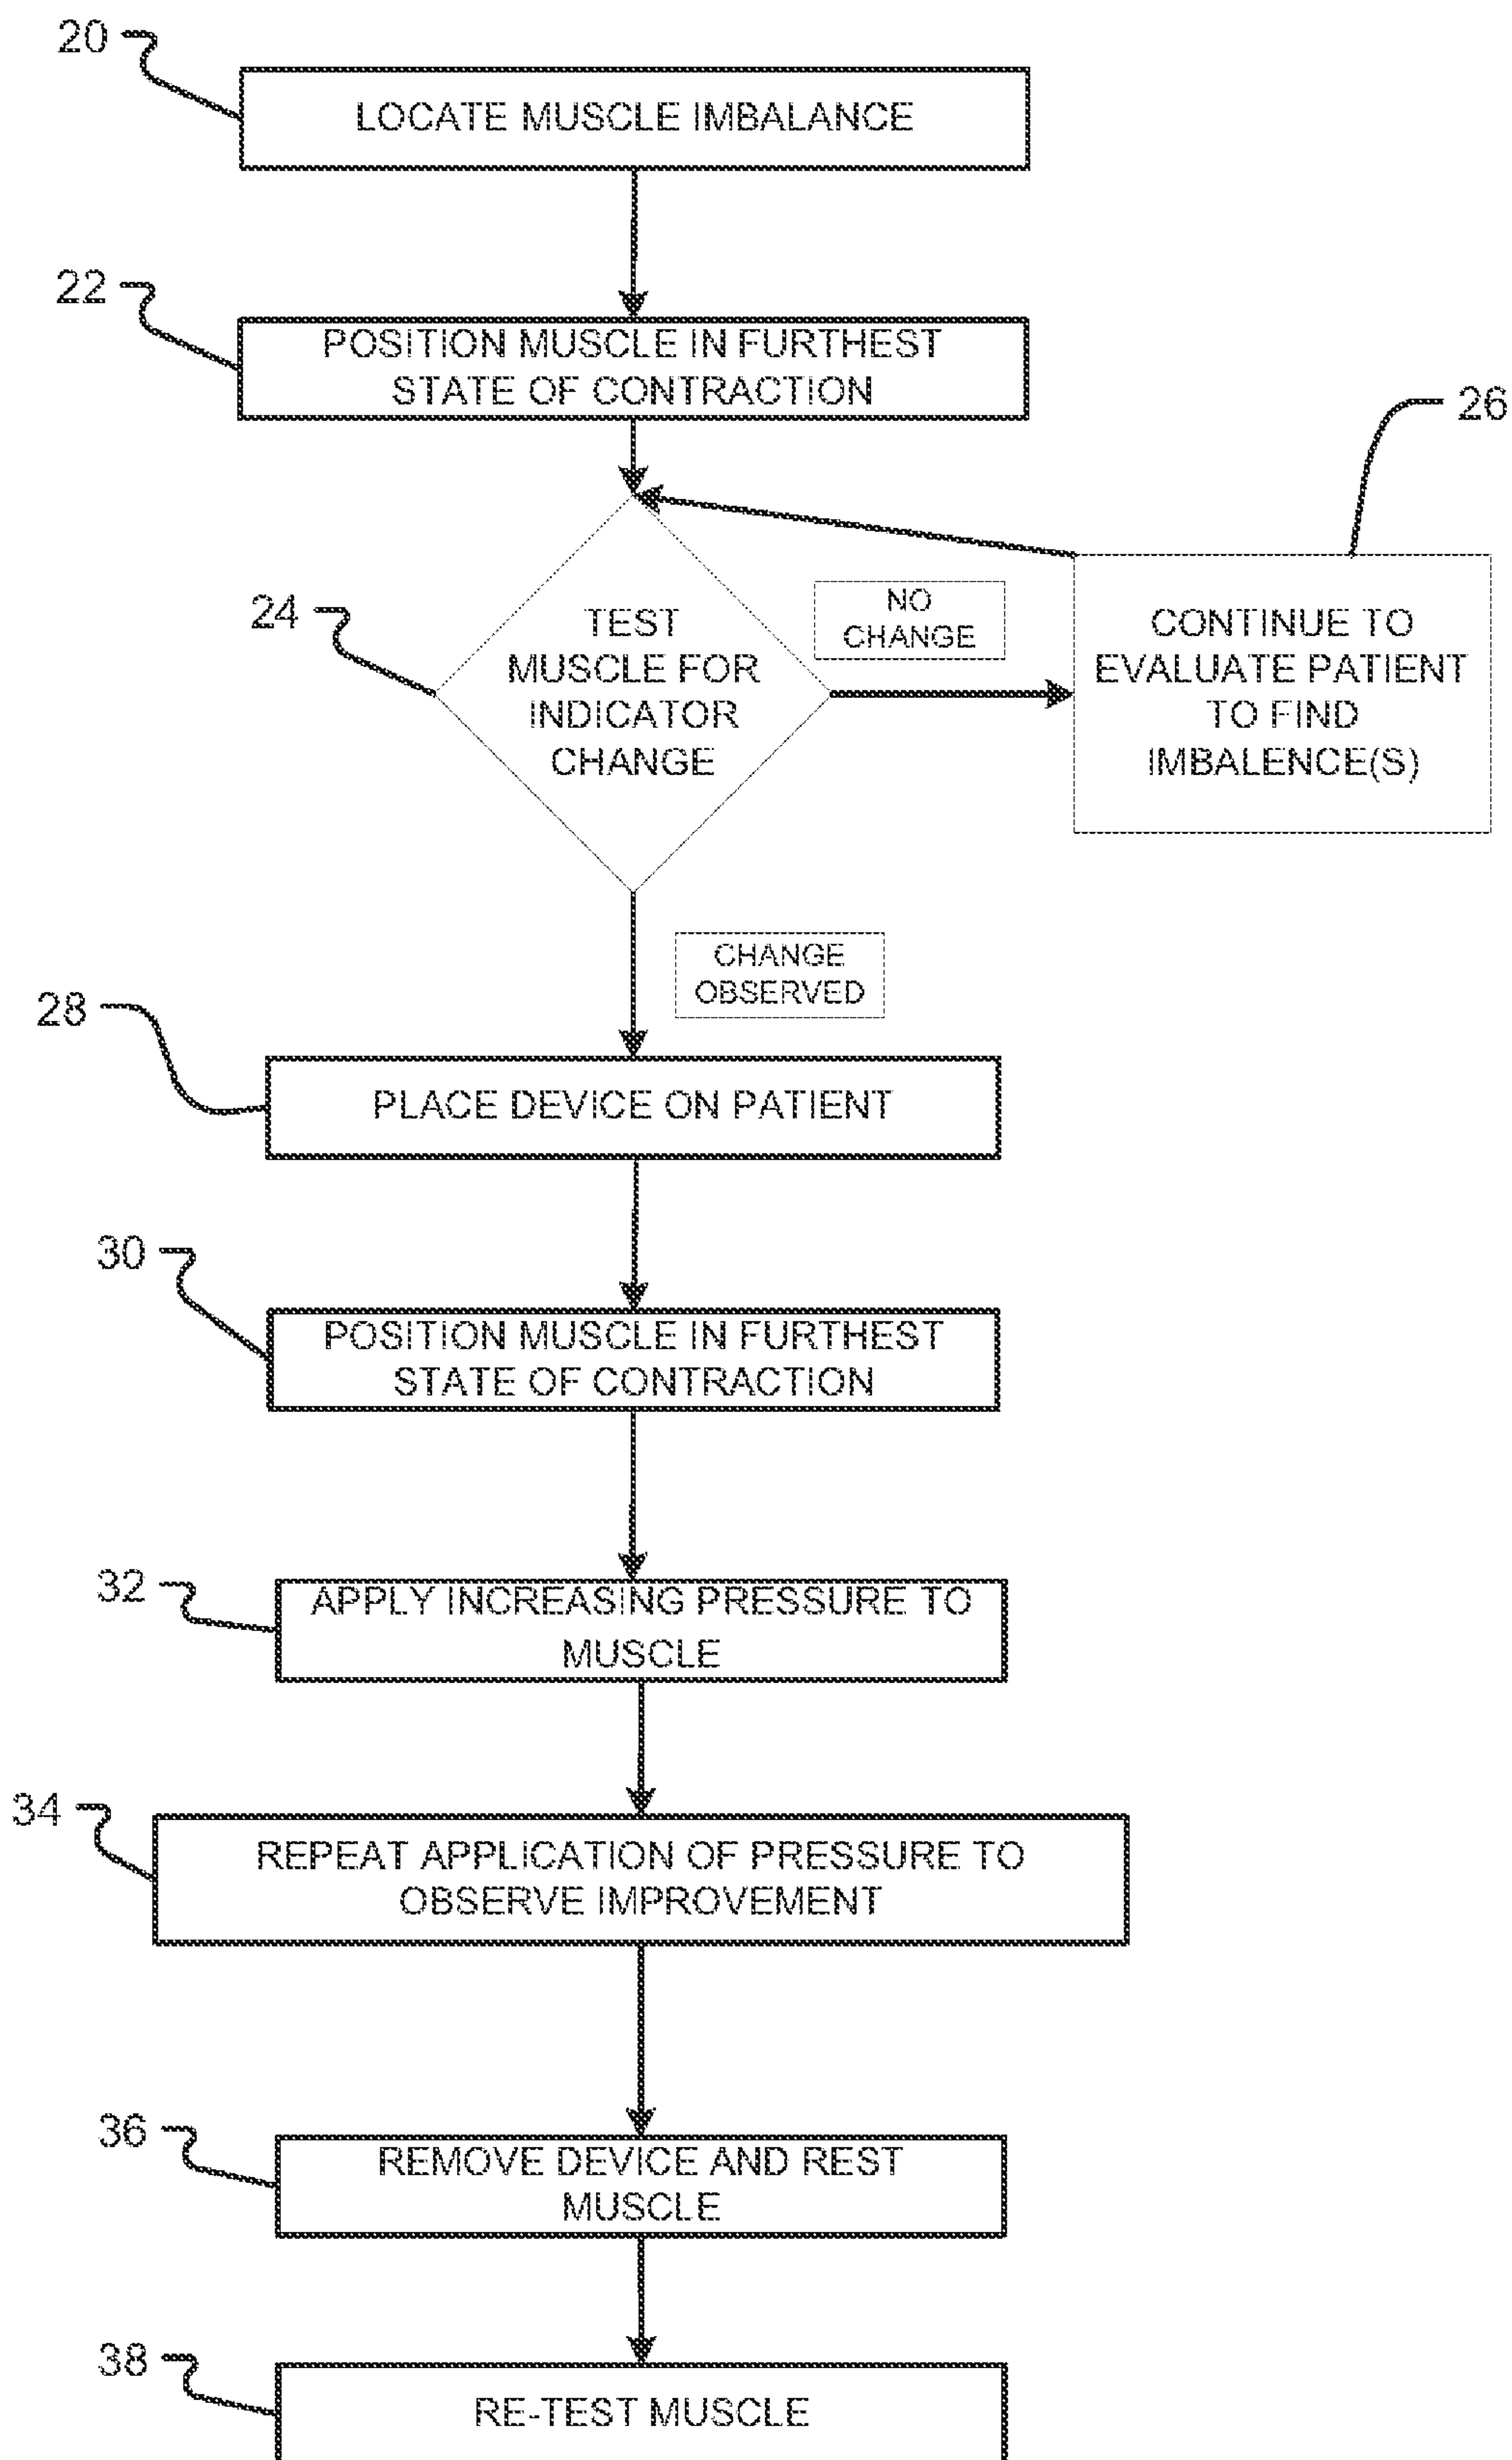 20
LOCATE MUSCLE IMBALANCE
22
POSITION MUSCLE IN FURTHEST
STATE OF CONTRACTION
26
24
TEST
MUSCLE FOR
INDICATOR
CHANGE
NO
CHANGE
CONTINUE TO
EVALUATE PATIENT
TO FIND
IMBALENCE(S)
CHANGE
OBSERVED
28
PLACE DEVICE ON PATIENT
30
POSITION MUSCLE IN FURTHEST
STATE OF CONTRACTION
32
APPLY INCREASING PRESSURE TO
MUSCLE
34
REPEAT APPLICATION OF PRESSURE TO
OBSERVE IMPROVEMENT
36
REMOVE DEVICE AND REST
MUSCLE
38
RE-TEST MUSCLE